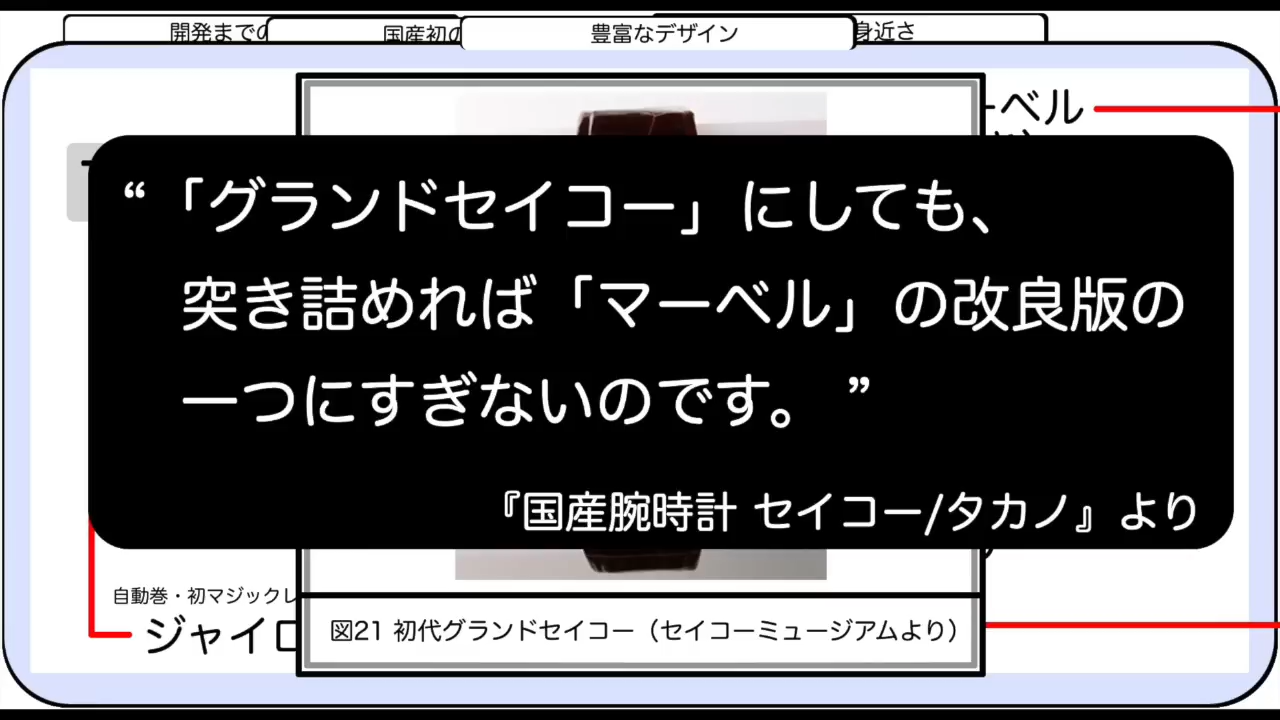 開発までの
国産初の
豊富なデザイン
身近さ
ーベル
“「グランドセイコー」にしても、
突き詰めれば「マーベル」の改良版の
一つにすぎないのです。”
『国産腕時計 セイコー/タカノ』より
自動巻・初マジックレ
ジャイロ
図21 初代グランドセイコー（セイコーミュージアムより）